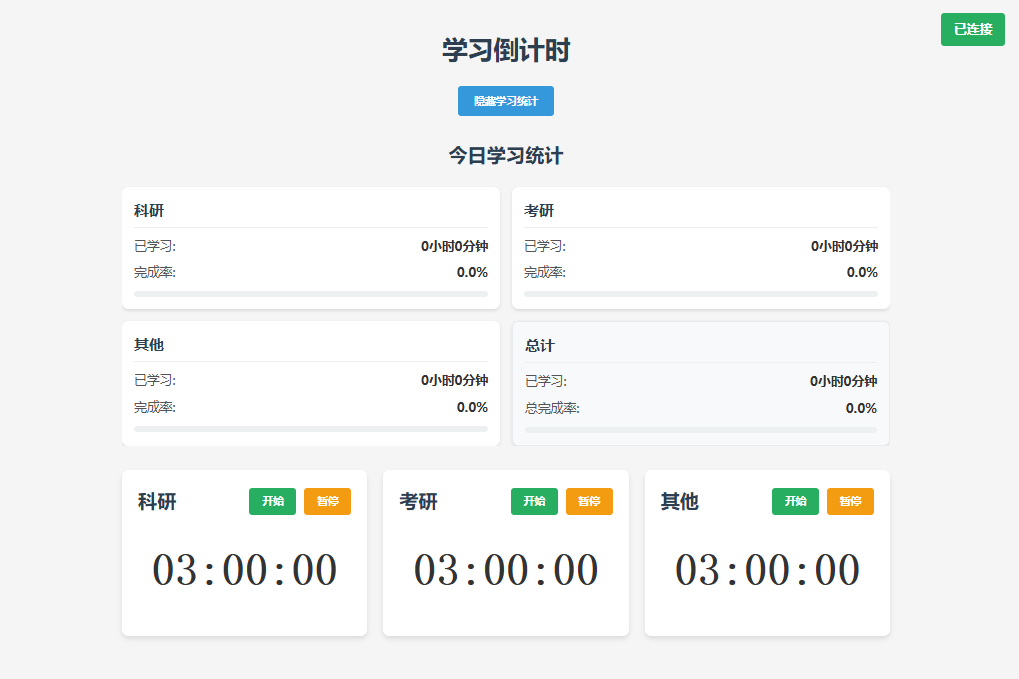 已连接
学习倒计时
隐藏学习统计
今日学习统计
科研
已学习: 0小时0分钟
完成率: 0.0%
考研
已学习: 0小时0分钟
完成率: 0.0%
其他
已学习: 0小时0分钟
完成率: 0.0%
总计
已学习: 0小时0分钟
总完成率: 0.0%
科研 开始 暂停
03:00:00
考研 开始 暂停
03:00:00
其他 开始 暂停
03:00:00